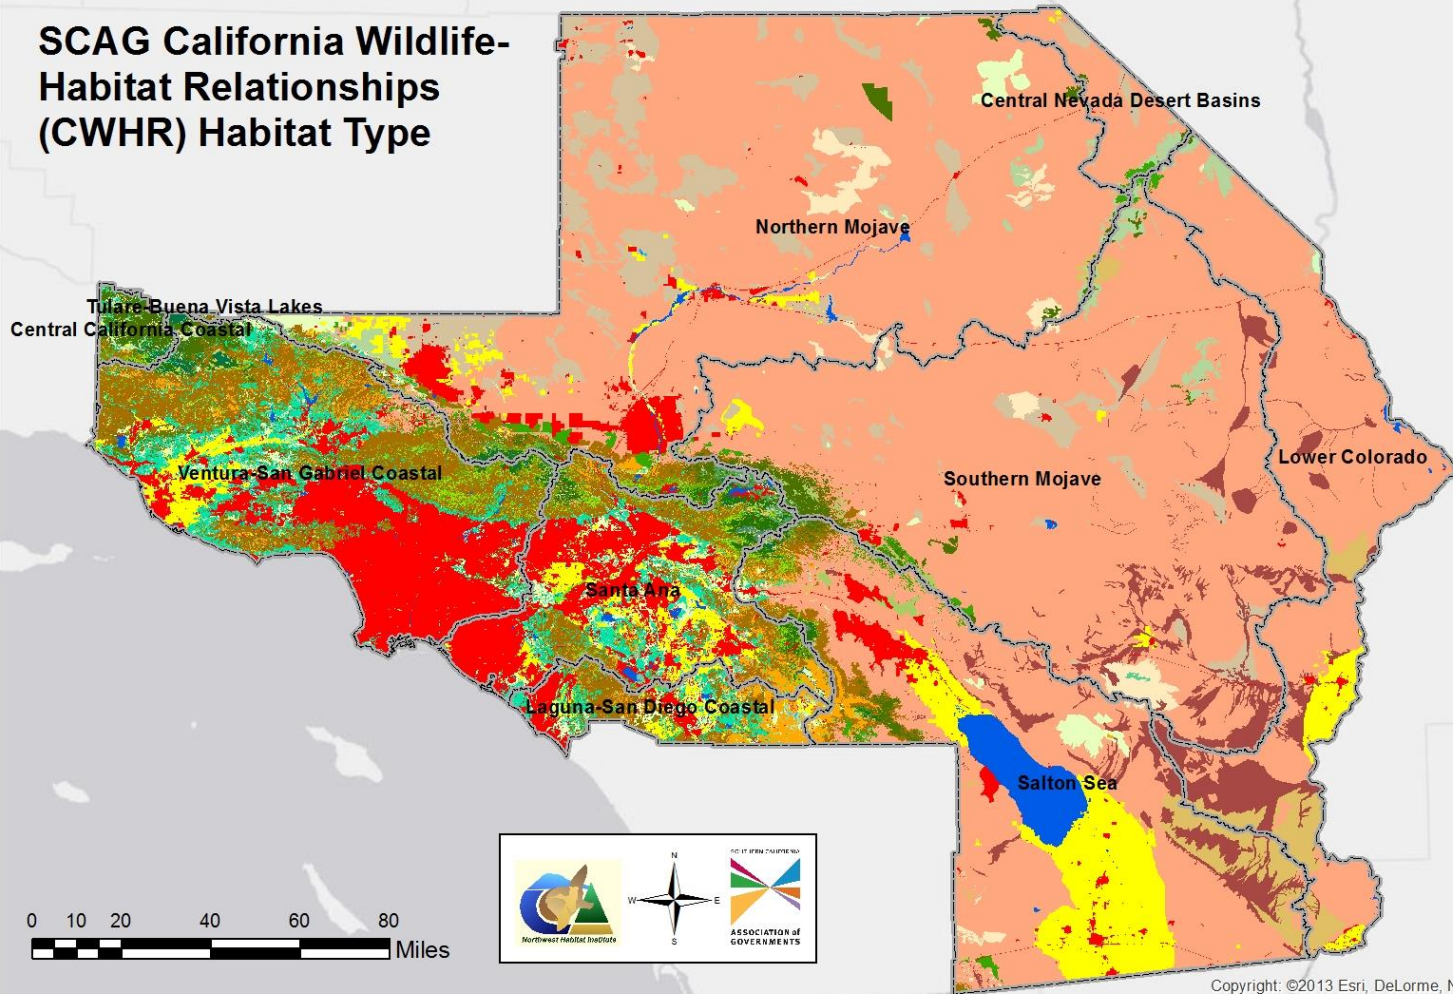 SCAG California Wildlife-
Habitat Relationships
(CWHR) Habitat Type
Central Nevada Desert Basins
Northern Mojave
Tulare-Buena Vista Lakes
Central California Coastal
Lower Colorado
Ventura-San Gabriel Coastal
Southern Mojave
Santa Ana
Laguna-San Diego Coastal
Salton Sea
Northwest Habitat Institute
N
W
E
S
SOUTHERN CALIFORNIA
ASSOCIATION of
GOVERNMENTS
0 10 20 40 60 80
Miles
Copyright: ©2013 Esri, DeLorme, N